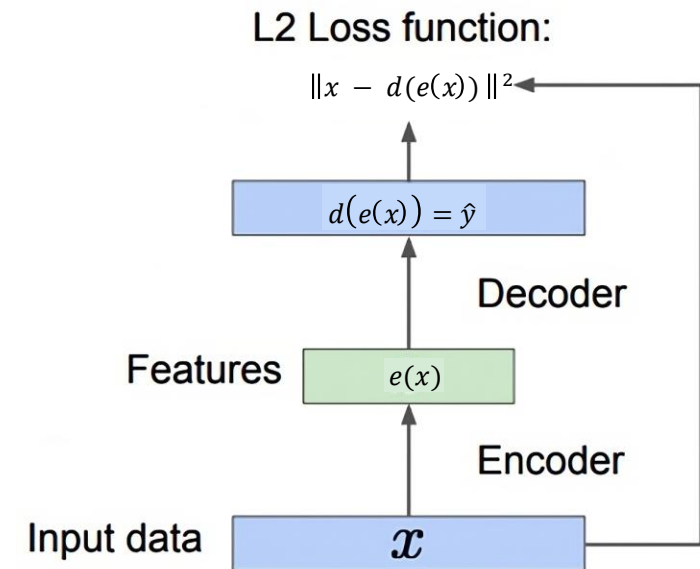 L2 Loss function:
‖x − d(e(x))‖²
d(e(x)) = ŷ
Decoder
Features
e(x)
Encoder
Input data
x